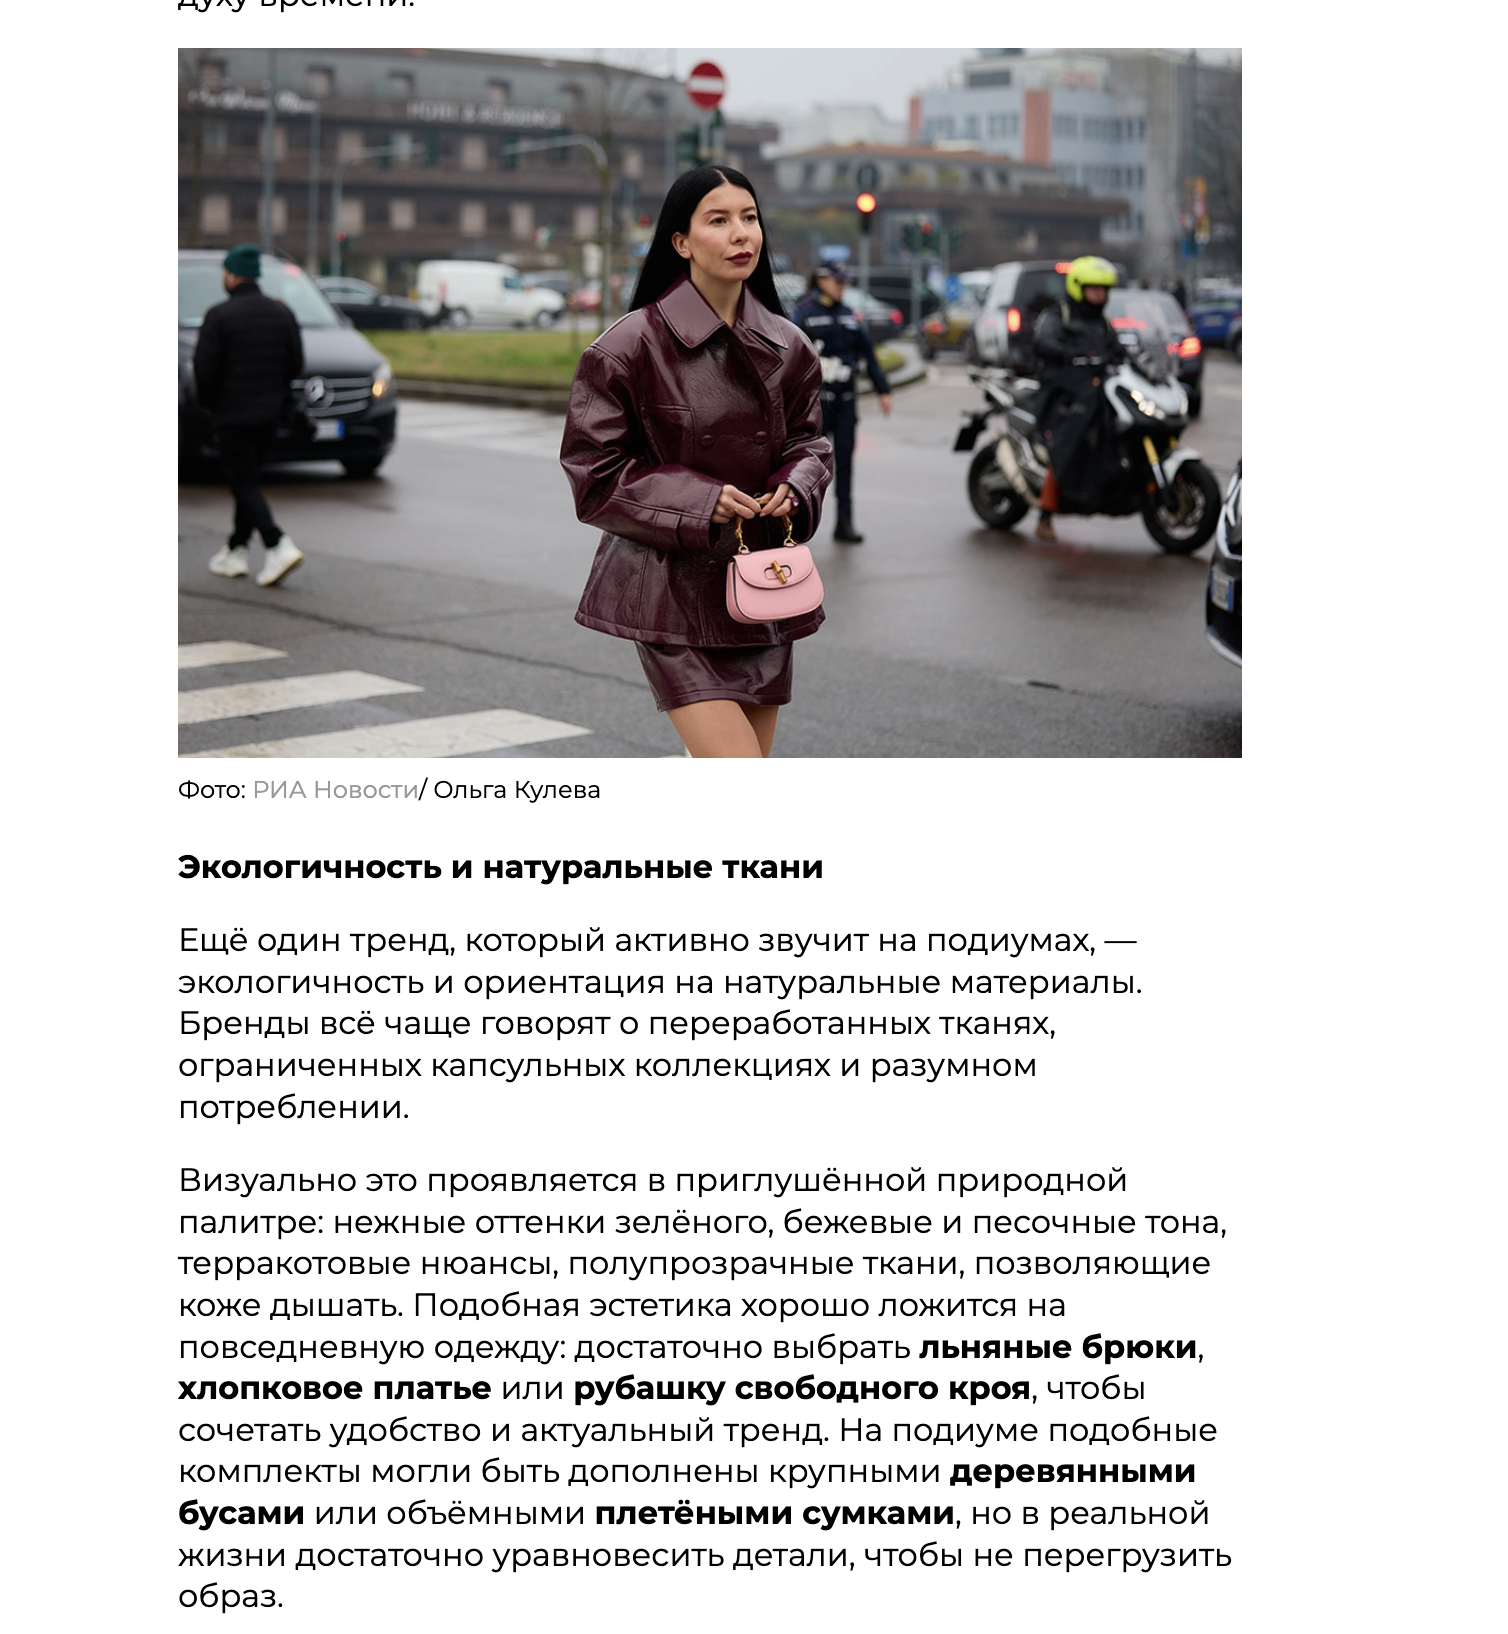 духу времени.
HOTEL & RESIDENCE
Фото: РИА Новости/ Ольга Кулева
Экологичность и натуральные ткани
Ещё один тренд, который активно звучит на подиумах, —
экологичность и ориентация на натуральные материалы.
Бренды всё чаще говорят о переработанных тканях,
ограниченных капсульных коллекциях и разумном
потреблении.
Визуально это проявляется в приглушённой природной
палитре: нежные оттенки зелёного, бежевые и песочные тона,
терракотовые нюансы, полупрозрачные ткани, позволяющие
коже дышать. Подобная эстетика хорошо ложится на
повседневную одежду: достаточно выбрать льняные брюки,
хлопковое платье или рубашку свободного кроя, чтобы
сочетать удобство и актуальный тренд. На подиуме подобные
комплекты могли быть дополнены крупными деревянными
бусами или объёмными плетёными сумками, но в реальной
жизни достаточно уравновесить детали, чтобы не перегрузить
образ.